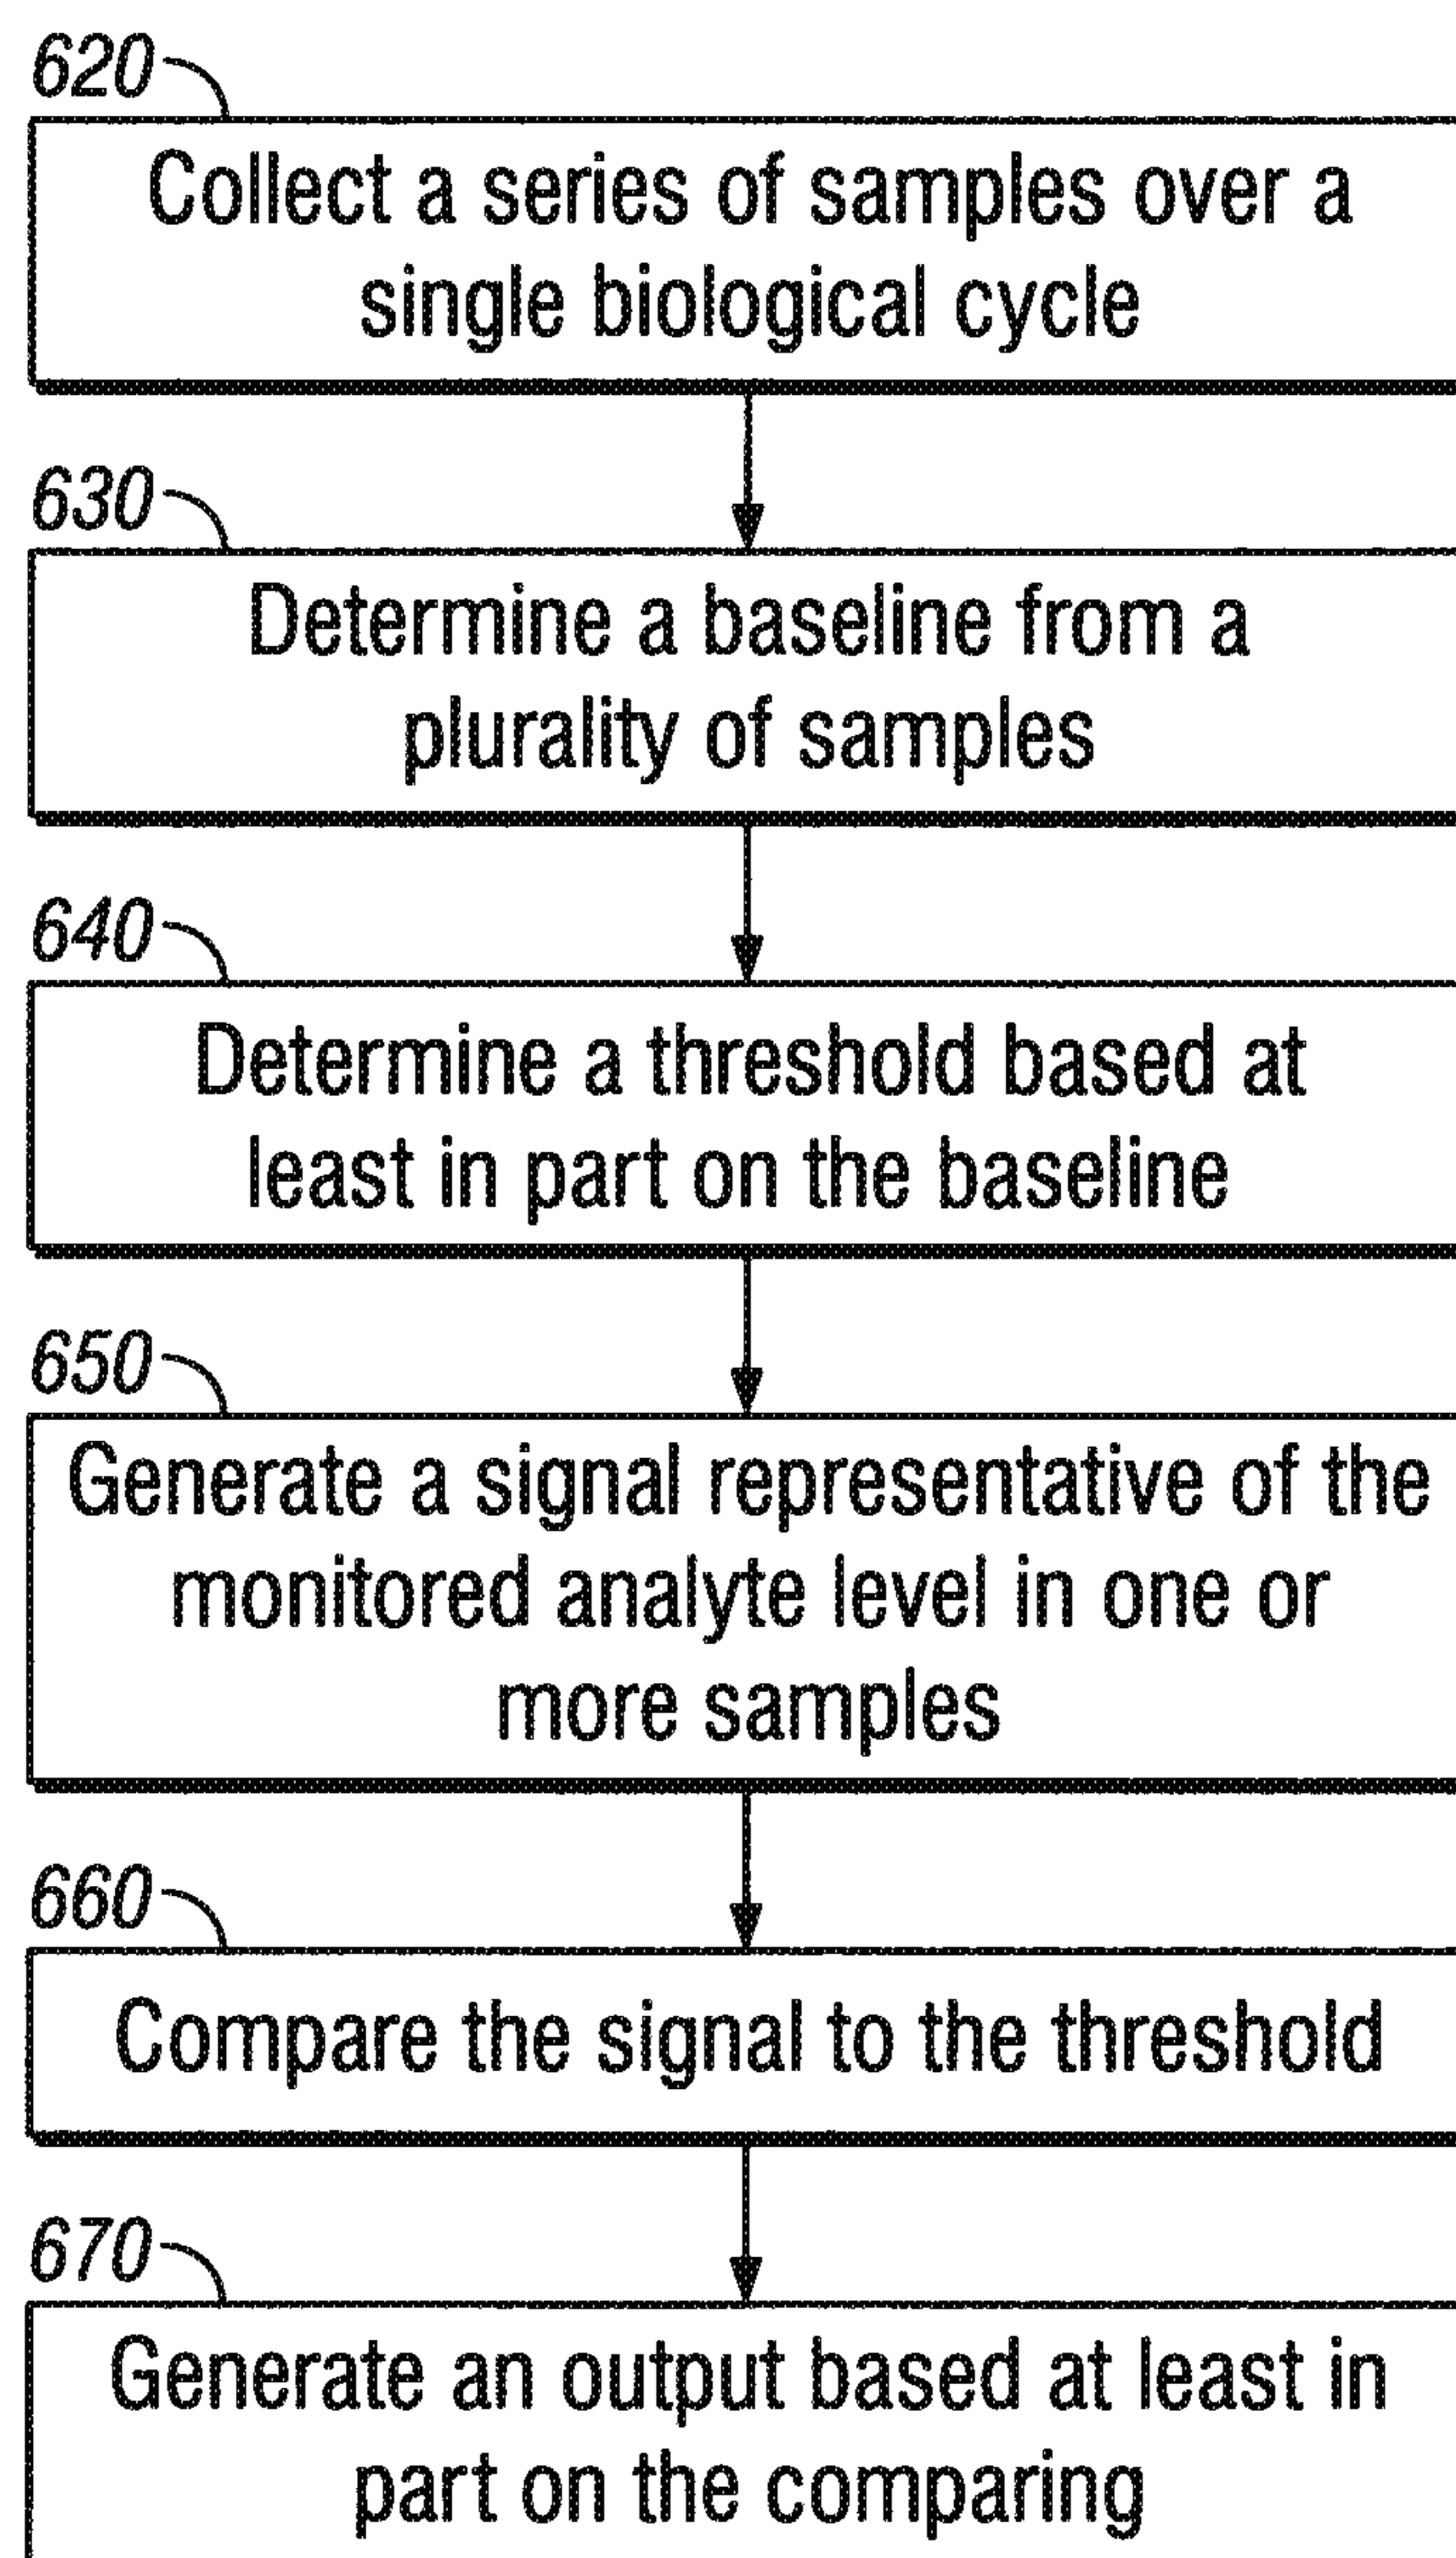 620
Collect a series of samples over a
single biological cycle
630
Determine a baseline from a
plurality of samples
640
Determine a threshold based at
least in part on the baseline
650
Generate a signal representative of the
monitored analyte level in one or
more samples
660
Compare the signal to the threshold
670
Generate an output based at least in
part on the comparing